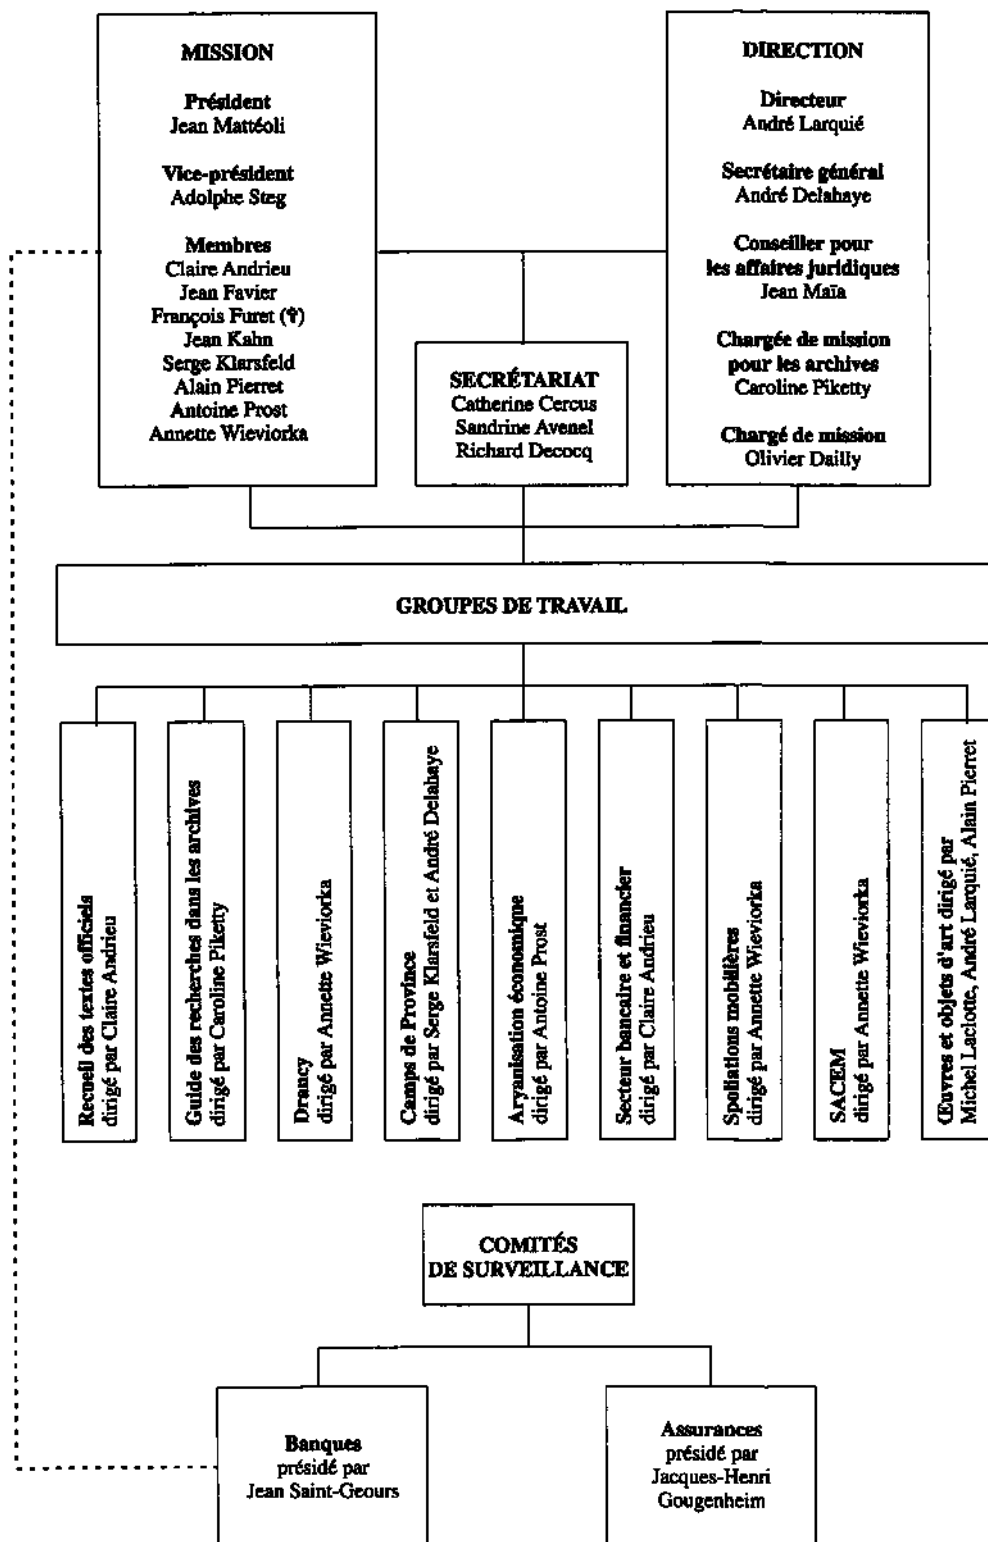 MISSION
Président
Jean Mattéoli
Vice-président
Adolphe Steg
Membres
Claire Andrieu
Jean Favier
François Furet (✝)
Jean Kahn
Serge Klarsfeld
Alain Pierret
Antoine Prost
Annette Wieviorka
DIRECTION
Directeur
André Larquié
Secrétaire général
André Delahaye
Conseiller pour
les affaires juridiques
Jean Maïa
Chargée de mission
pour les archives
Caroline Piketty
Chargé de mission
Olivier Dailly
SECRÉTARIAT
Catherine Cercus
Sandrine Avenel
Richard Decocq
GROUPES DE TRAVAIL
Recueil des textes officiels
dirigé par Claire Andrieu
Guide des recherches dans les archives
dirigé par Caroline Piketty
Drancy
dirigé par Annette Wieviorka
Camps de Province
dirigé par Serge Klarsfeld et André Delahaye
Aryanisation économique
dirigé par Antoine Prost
Secteur bancaire et financier
dirigé par Claire Andrieu
Spoliations mobilières
dirigé par Annette Wieviorka
SACEM
dirigé par Annette Wieviorka
Œuvres et objets d'art dirigé par
Michel Laclotte, André Larquié, Alain Pierret
COMITÉS
DE SURVEILLANCE
Banques
présidé par
Jean Saint-Geours
Assurances
présidé par
Jacques-Henri
Gougenheim